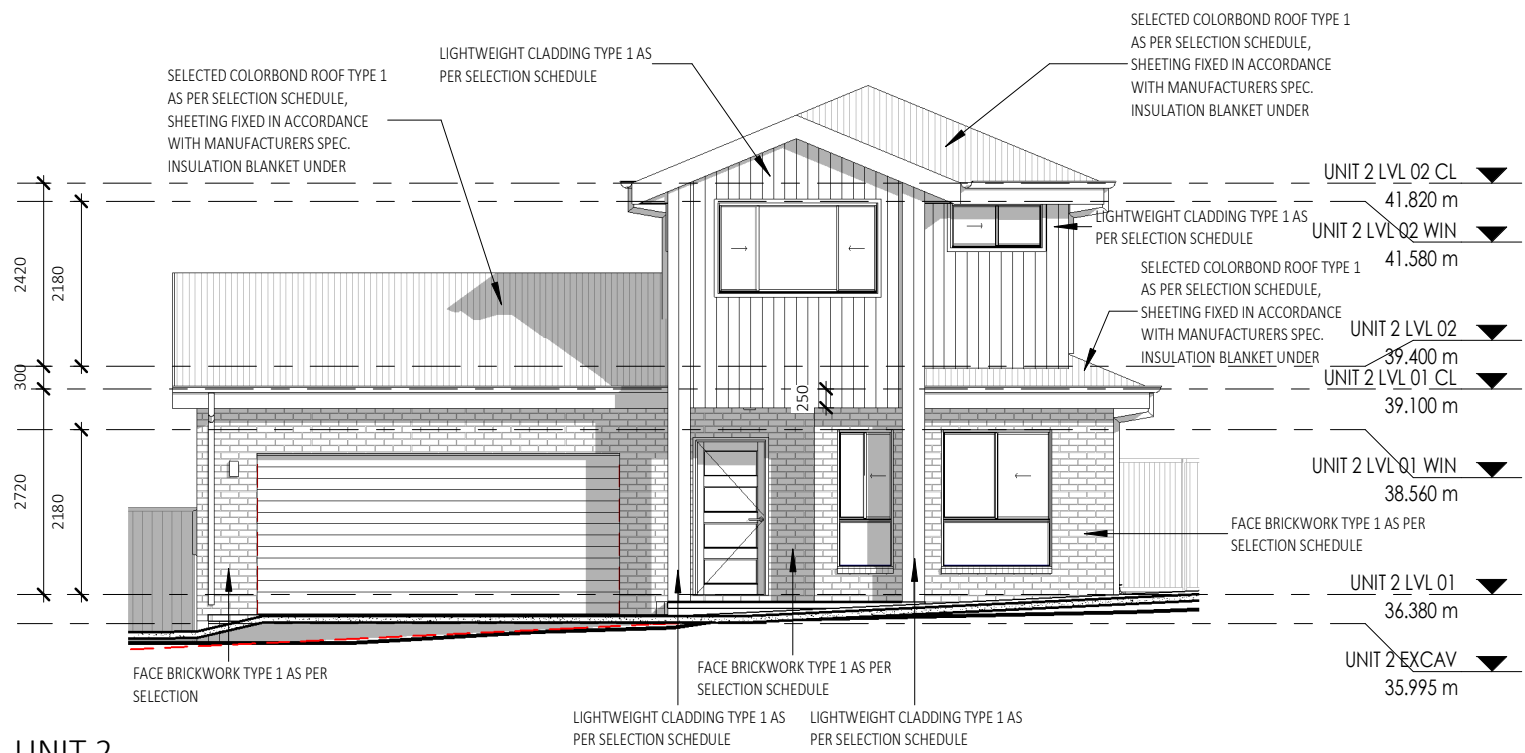 SELECTED COLORBOND ROOF TYPE 1
AS PER SELECTION SCHEDULE,
SHEETING FIXED IN ACCORDANCE
WITH MANUFACTURERS SPEC.
INSULATION BLANKET UNDER
LIGHTWEIGHT CLADDING TYPE 1 AS
PER SELECTION SCHEDULE
SELECTED COLORBOND ROOF TYPE 1
AS PER SELECTION SCHEDULE,
SHEETING FIXED IN ACCORDANCE
WITH MANUFACTURERS SPEC.
INSULATION BLANKET UNDER
UNIT 2 LVL 02 CL
41.820 m
LIGHTWEIGHT CLADDING TYPE 1 AS
PER SELECTION SCHEDULE
UNIT 2 LVL 02 WIN
41.580 m
SELECTED COLORBOND ROOF TYPE 1
AS PER SELECTION SCHEDULE,
SHEETING FIXED IN ACCORDANCE
WITH MANUFACTURERS SPEC.
INSULATION BLANKET UNDER
UNIT 2 LVL 02
39.400 m
UNIT 2 LVL 01 CL
39.100 m
2420
2180
300
250
2720
2180
UNIT 2 LVL 01 WIN
38.560 m
FACE BRICKWORK TYPE 1 AS PER
SELECTION SCHEDULE
UNIT 2 LVL 01
36.380 m
UNIT 2 EXCAV
35.995 m
FACE BRICKWORK TYPE 1 AS PER
SELECTION
FACE BRICKWORK TYPE 1 AS PER
SELECTION SCHEDULE
LIGHTWEIGHT CLADDING TYPE 1 AS
PER SELECTION SCHEDULE
LIGHTWEIGHT CLADDING TYPE 1 AS
PER SELECTION SCHEDULE
UNIT 2